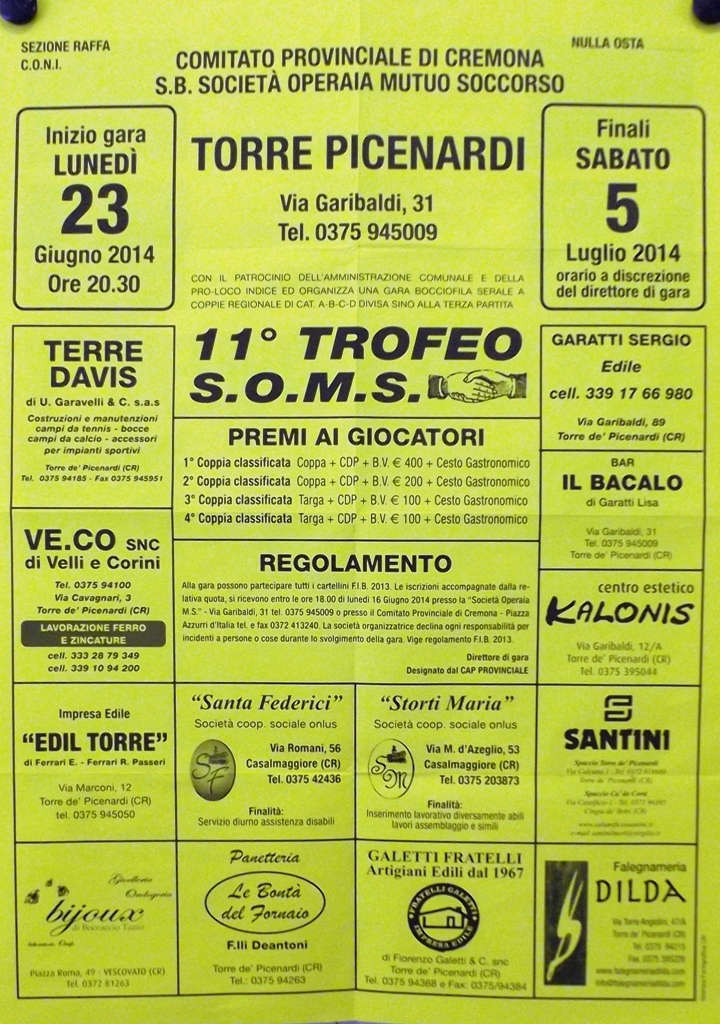 SEZIONE RAFFA
C.O.N.I.
NULLA OSTA
COMITATO PROVINCIALE DI CREMONA
S.B. SOCIETÀ OPERAIA MUTUO SOCCORSO
Inizio gara
LUNEDÌ
23
Giugno 2014
Ore 20.30
TORRE PICENARDI
Via Garibaldi, 31
Tel. 0375 945009
Finali
SABATO
5
Luglio 2014
orario a discrezione
del direttore di gara
CON IL PATROCINIO DELL'AMMINISTRAZIONE COMUNALE E DELLA
PRO-LOCO INDICE ED ORGANIZZA UNA GARA BOCCIOFILA SERALE A
COPPIE REGIONALE DI CAT. A-B-C-D DIVISA SINO ALLA TERZA PARTITA
11° TROFEO
S.O.M.S.
TERRE
DAVIS
di U. Garavelli & C. s.a.s
Costruzioni e manutenzioni
campi da tennis - bocce
campi da calcio - accessori
per impianti sportivi
Torre de' Picenardi (CR)
Tel. 0375 94185 - Fax 0375 945951
GARATTI SERGIO
Edile
cell. 339 17 66 980
Via Garibaldi, 89
Torre de' Picenardi (CR)
PREMI AI GIOCATORI
1° Coppia classificata Coppa + CDP + B.V. € 400 + Cesto Gastronomico
2° Coppia classificata Coppa + CDP + B.V. € 200 + Cesto Gastronomico
3° Coppia classificata Targa + CDP + B.V. € 100 + Cesto Gastronomico
4° Coppia classificata Targa + CDP + B.V. € 100 + Cesto Gastronomico
BAR
IL BACALO
di Garatti Lisa
Via Garibaldi, 31
Tel. 0375 945009
Torre de' Picenardi (CR)
VE.CO SNC
di Velli e Corini
Tel. 0375 94100
Via Cavagnari, 3
Torre de' Picenardi (CR)
LAVORAZIONE FERRO
E ZINCATURE
cell. 333 28 79 349
cell. 339 10 94 200
REGOLAMENTO
Alla gara possono partecipare tutti i cartellini F.I.B. 2013. Le iscrizioni accompagnate dalla re-
lativa quota, si ricevono entro le ore 18.00 di lunedì 16 Giugno 2014 presso la "Società Operaia
M.S." - Via Garibaldi, 31 tel. 0375 945009 o presso il Comitato Provinciale di Cremona - Piazza
Azzurri d'Italia tel. e fax 0372 413240. La società organizzatrice declina ogni responsabilità per
incidenti a persone o cose durante lo svolgimento della gara. Vige regolamento F.I.B. 2013.
Direttore di gara
Designato dal CAP PROVINCIALE
centro estetico
KALONIS
Via Garibaldi, 12/A
Torre de' Picenardi (CR)
Tel. 0375 395044
Impresa Edile
"EDIL TORRE"
di Ferrari E. - Ferrari R. Passeri
Via Marconi, 12
Torre de' Picenardi (CR)
tel. 0375 945050
"Santa Federici"
Società coop. sociale onlus
SF
Via Romani, 56
Casalmaggiore (CR)
Tel. 0375 42436
Finalità:
Servizio diurno assistenza disabili
"Storti Maria"
Società coop. sociale onlus
SM
Via M. d'Azeglio, 53
Casalmaggiore (CR)
Tel. 0375 203873
Finalità:
Inserimento lavorativo diversamente abili
lavori assemblaggio e simili
SANTINI
Spaccio Torre de' Picenardi
Gioielleria
Orologeria
bijoux
Piazza Roma, 49 - VESCOVATO (CR)
Tel. 0372 81263
Panetteria
Le Bontà
del Fornaio
F.lli Deantoni
Torre de' Picenardi (CR)
Tel.: 0375 94263
GALETTI FRATELLI
Artigiani Edili dal 1967
FRATELLI GALETTI
IMPRESA EDILE
di Fiorenzo Galetti & C. snc
Torre de' Picenardi (CR)
Tel. 0375 94368 e Fax: 0375/94384
Falegnameria
DILDA
Torre de' Picenardi (CR)
Tel. 0375 94215